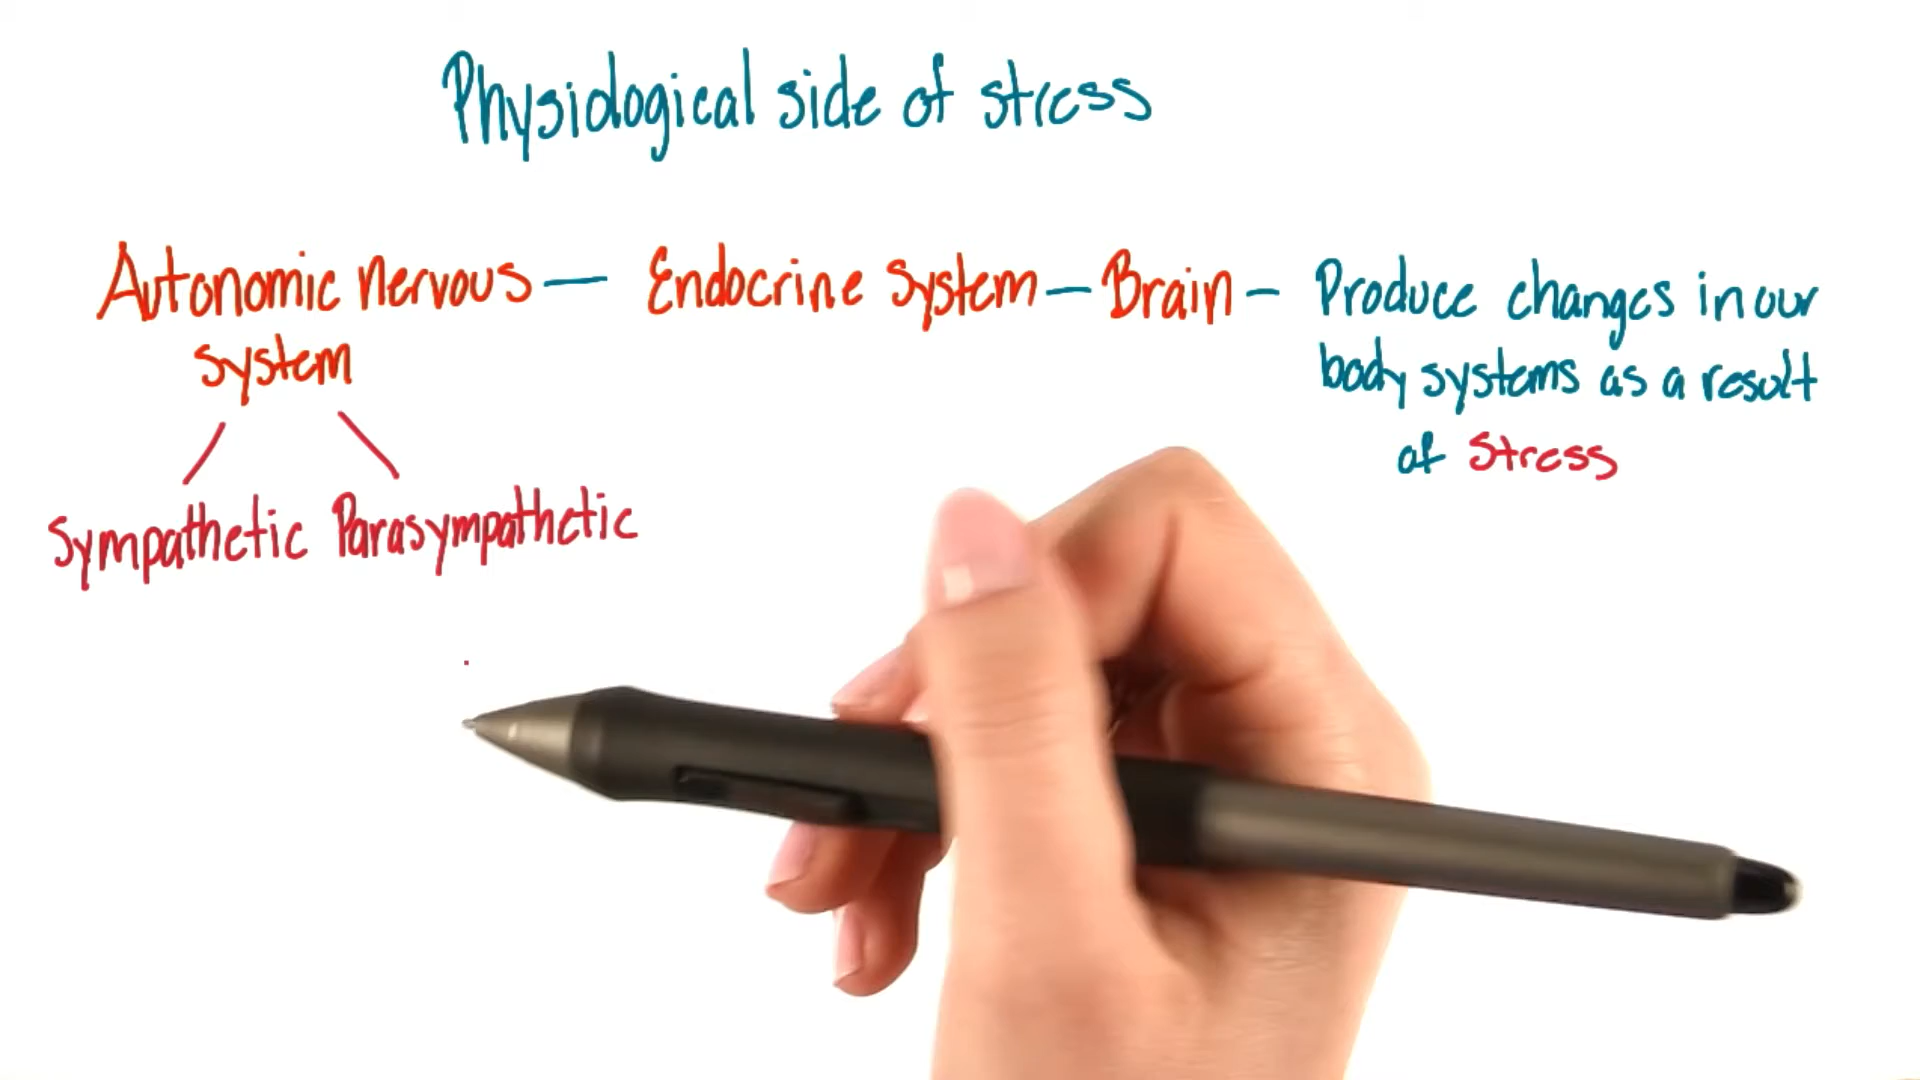 Physiological side of stress
Autonomic nervous — Endocrine System — Brain — Produce changes in our
system
body systems as a result
of Stress
Sympathetic Parasympathetic